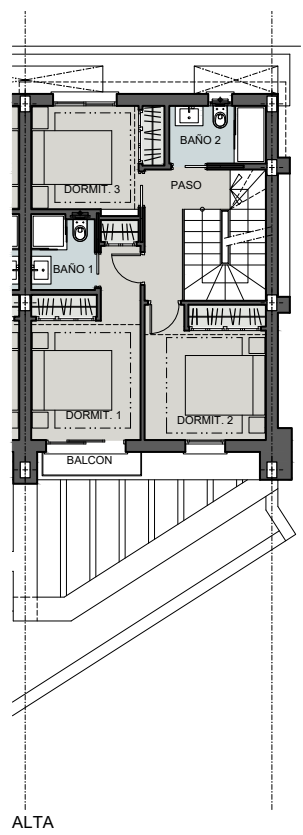 BAÑO 2
DORMIT. 3
PASO
BAÑO 1
DORMIT. 1
DORMIT. 2
BALCON
ALTA